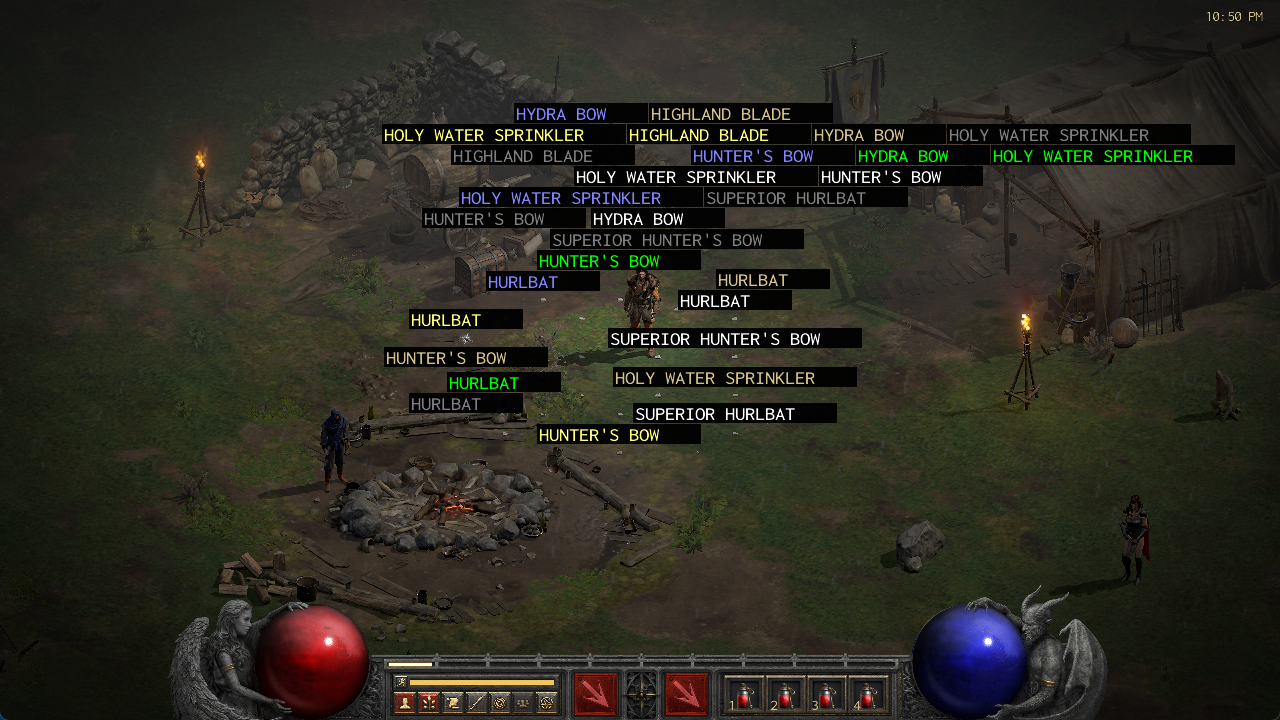 10:50 PM
HYDRA BOW HIGHLAND BLADE
HOLY WATER SPRINKLER HIGHLAND BLADE HYDRA BOW HOLY WATER SPRINKLER
HIGHLAND BLADE HUNTER'S BOW HYDRA BOW HOLY WATER SPRINKLER
HOLY WATER SPRINKLER HUNTER'S BOW
HOLY WATER SPRINKLER SUPERIOR HURLBAT
HUNTER'S BOW HYDRA BOW
SUPERIOR HUNTER'S BOW
HUNTER'S BOW
HURLBAT HURLBAT
HURLBAT
HURLBAT
SUPERIOR HUNTER'S BOW
HUNTER'S BOW
HOLY WATER SPRINKLER
HURLBAT
HURLBAT
SUPERIOR HURLBAT
HUNTER'S BOW
1 2 3 4